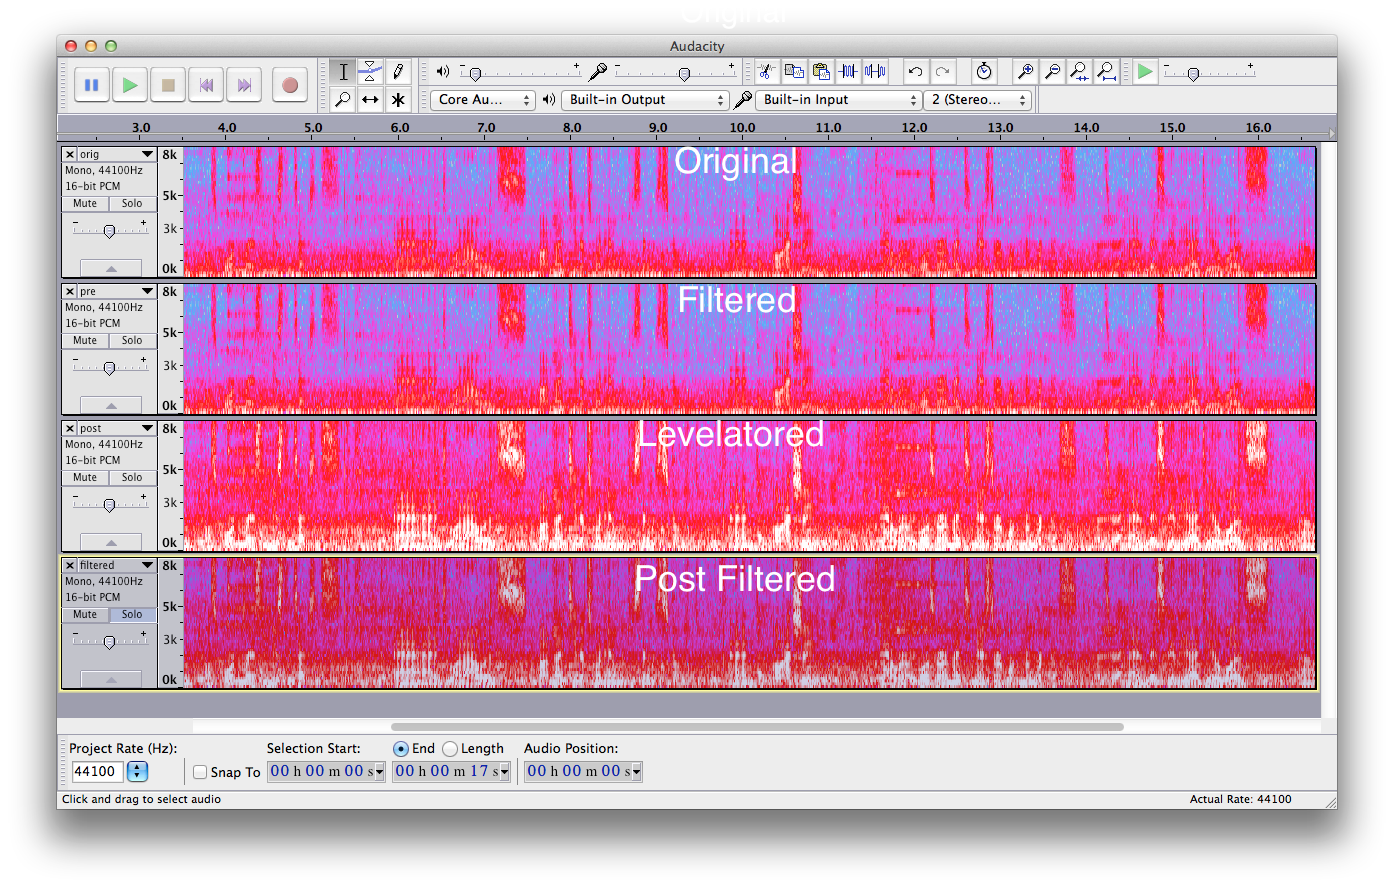 Original
Audacity
Core Au...
Built-in Output
Built-in Input
2 (Stereo...
3.0 4.0 5.0 6.0 7.0 8.0 9.0 10.0 11.0 12.0 13.0 14.0 15.0 16.0
orig
Mono, 44100Hz
16-bit PCM
Mute Solo
- +
8k
5k-
3k-
0k
Original
pre
Mono, 44100Hz
16-bit PCM
Mute Solo
- +
8k
5k-
3k-
0k
Filtered
post
Mono, 44100Hz
16-bit PCM
Mute Solo
- +
8k
5k-
3k-
0k
Levelatored
filtered
Mono, 44100Hz
16-bit PCM
Mute Solo
- +
8k
5k-
3k-
0k
Post Filtered
Project Rate (Hz): Selection Start: End Length Audio Position:
44100 Snap To 00 h 00 m 00 s 00 h 00 m 17 s 00 h 00 m 00 s
Click and drag to select audio Actual Rate: 44100